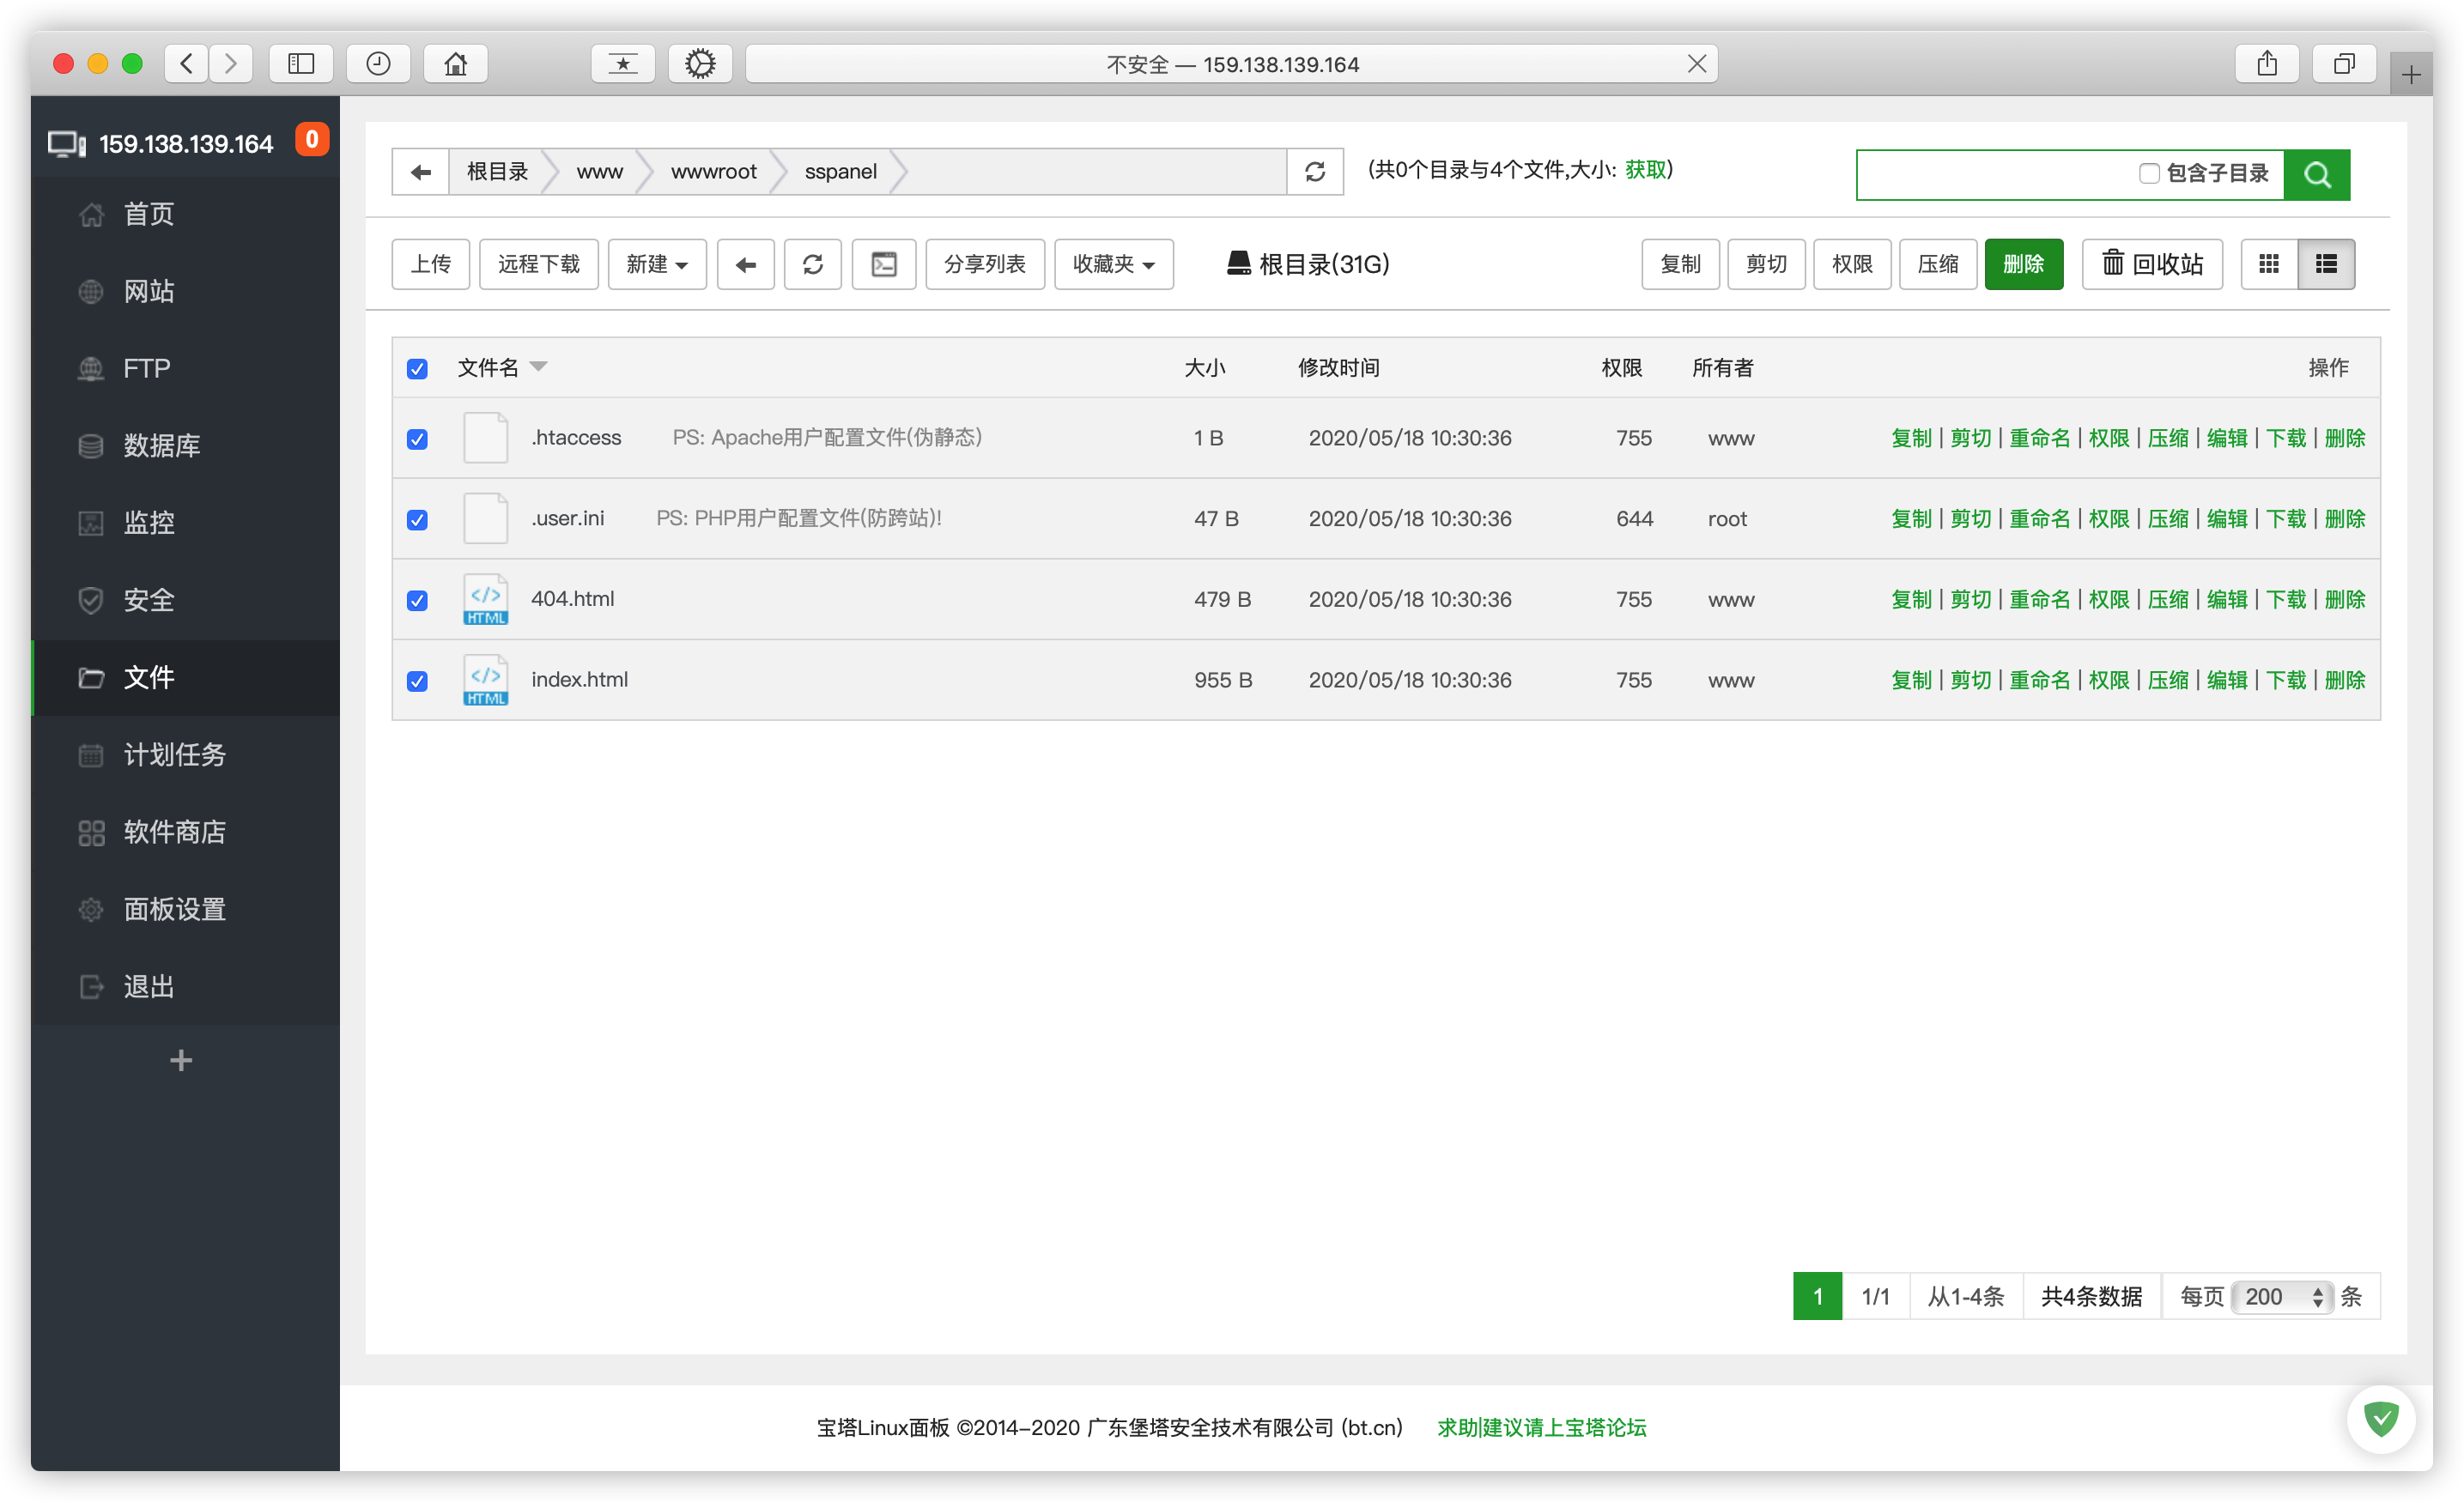 不安全 — 159.138.139.164
159.138.139.164 0
首页
网站
FTP
数据库
监控
安全
文件
计划任务
软件商店
面板设置
退出
根目录 www wwwroot sspanel (共0个目录与4个文件,大小: 获取) 包含子目录
上传 远程下载 新建 分享列表 收藏夹 根目录(31G) 复制 剪切 权限 压缩 删除 回收站
文件名 大小 修改时间 权限 所有者 操作
.htaccess PS: Apache用户配置文件(伪静态) 1 B 2020/05/18 10:30:36 755 www 复制 | 剪切 | 重命名 | 权限 | 压缩 | 编辑 | 下载 | 删除
.user.ini PS: PHP用户配置文件(防跨站)! 47 B 2020/05/18 10:30:36 644 root 复制 | 剪切 | 重命名 | 权限 | 压缩 | 编辑 | 下载 | 删除
HTML 404.html 479 B 2020/05/18 10:30:36 755 www 复制 | 剪切 | 重命名 | 权限 | 压缩 | 编辑 | 下载 | 删除
HTML index.html 955 B 2020/05/18 10:30:36 755 www 复制 | 剪切 | 重命名 | 权限 | 压缩 | 编辑 | 下载 | 删除
1 1/1 从1-4条 共4条数据 每页 200 条
宝塔Linux面板 ©2014-2020 广东堡塔安全技术有限公司 (bt.cn) 求助|建议请上宝塔论坛